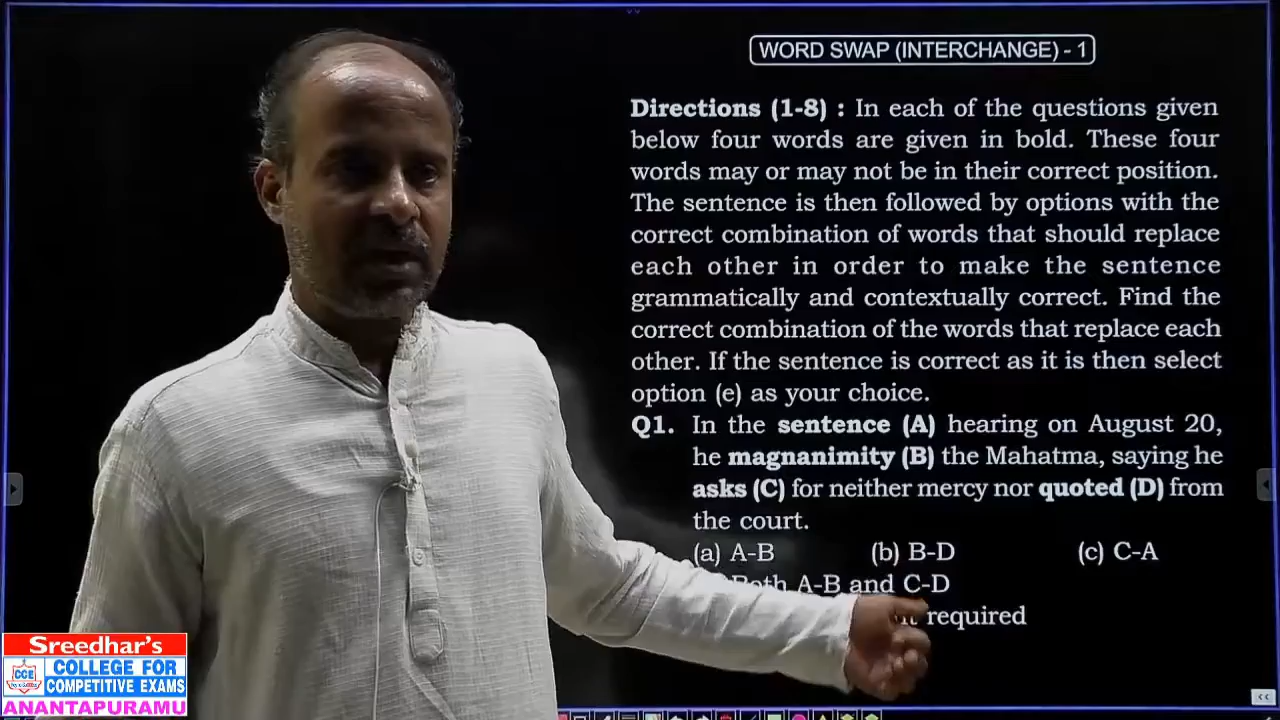 WORD SWAP (INTERCHANGE) - 1
Directions (1-8) : In each of the questions given
below four words are given in bold. These four
words may or may not be in their correct position.
The sentence is then followed by options with the
correct combination of words that should replace
each other in order to make the sentence
grammatically and contextually correct. Find the
correct combination of the words that replace each
other. If the sentence is correct as it is then select
option (e) as your choice.
Q1. In the sentence (A) hearing on August 20,
he magnanimity (B) the Mahatma, saying he
asks (C) for neither mercy nor quoted (D) from
the court.
(a) A-B (b) B-D (c) C-A
Both A-B and C-D
required
Sreedhar's
CCE
COLLEGE FOR
COMPETITIVE EXAMS
ANANTAPURAMU